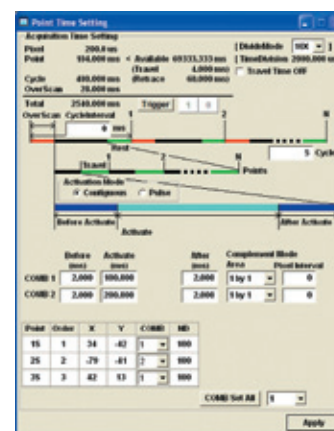 Point Time Setting
Acquisition Time Setting
Pixel 200.0 us
Point 104.000 ms < Available 69333.333 ms
(Travel 4.000 ms)
Cycle 400.000 ms (Retrace 60.000 ms)
OverScan 20.000 ms
[DivideMode 10X ]
[TimeDivision 2000.000 us
Travel Time OFF
Total 2580.000 ms Trigger 1 0
OverScan CycleInterval 1 2 N
0 ms
Rest 5 Cycle
Travel 1 2 N Points
Activation Mode
Contiguous Pulse
Before Activate After Activate
Activate
Before Activate After Complement Mode
(ms) (ms) (ms) Area Pixel Interval
COMB 1 2,000 100,000 2,000 1 by 1 0
COMB 2 2,000 200,000 2,000 1 by 1 0
Point Order X Y COMB ND
15 1 34 -42 1 100
25 2 -79 -41 2 100
35 3 42 13 1 100
COMB Set All 1
Apply